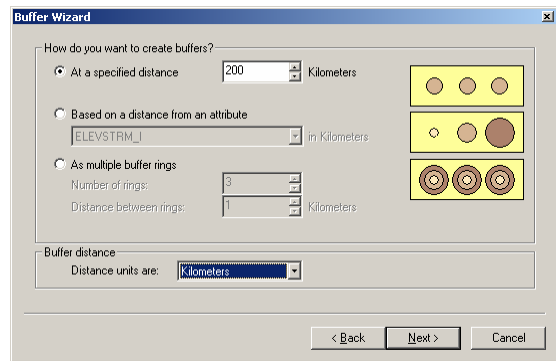 Buffer Wizard
How do you want to create buffers?
At a specified distance 200 Kilometers
Based on a distance from an attribute
ELEVSTRM_I in Kilometers
As multiple buffer rings
Number of rings: 3
Distance between rings: 1 Kilometers
Buffer distance
Distance units are: Kilometers
< Back Next > Cancel